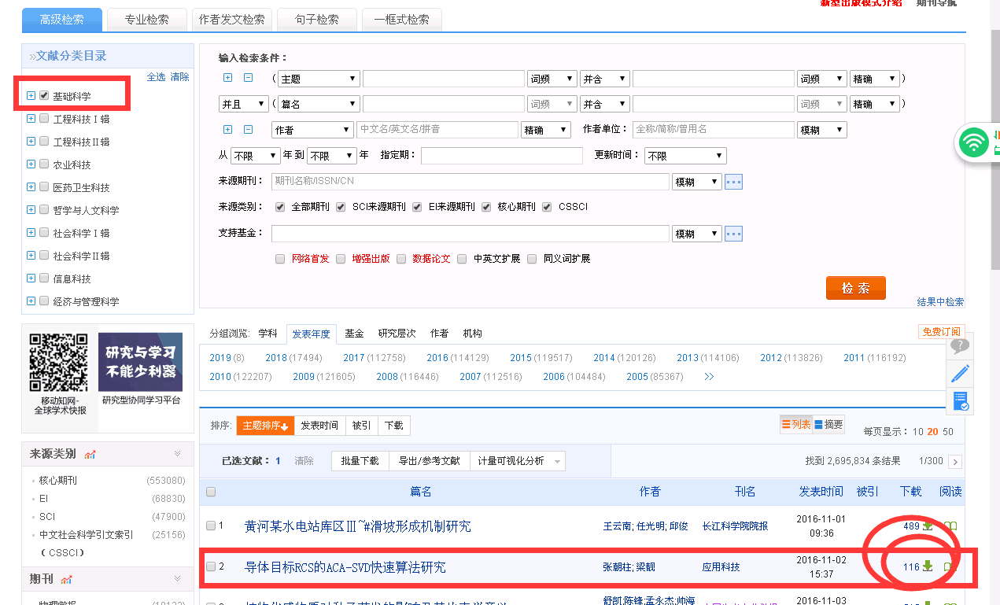 新型出版模式介绍 期刊导航
高级检索 专业检索 作者发文检索 句子检索 一框式检索
»文献分类目录
全选 清除
基础科学
工程科技Ⅰ辑
工程科技Ⅱ辑
农业科技
医药卫生科技
哲学与人文科学
社会科学Ⅰ辑
社会科学Ⅱ辑
信息科技
经济与管理科学
输入检索条件：
( 主题 词频 并含 词频 精确 )
并且 ( 篇名 词频 并含 词频 精确 )
作者 中文名/英文名/拼音 精确 作者单位： 全称/简称/曾用名 模糊
从 不限 年 到 不限 年 指定期： 更新时间： 不限
来源期刊： 期刊名称/ISSN/CN 模糊 ...
来源类别： 全部期刊 SCI来源期刊 EI来源期刊 核心期刊 CSSCI
支持基金： 模糊 ...
网络首发 增强出版 数据论文 中英文扩展 同义词扩展
检 索
结果中检索
研究与学习
不能少利器
移动知网-
全球学术快报
研究型协同学习平台
分组浏览: 学科 发表年度 基金 研究层次 作者 机构
免费订阅
2019 (8) 2018 (17494) 2017 (112758) 2016 (114129) 2015 (119517) 2014 (120126) 2013 (114106) 2012 (113826) 2011 (116192)
2010 (122207) 2009 (121605) 2008 (116446) 2007 (112516) 2006 (104484) 2005 (85367) >>
排序: 主题排序 发表时间 被引 下载 列表 摘要 每页显示： 10 20 50
已选文献： 1 清除 批量下载 导出/参考文献 计量可视化分析 找到 2,695,834 条结果 1/300 >
来源类别
核心期刊 (553080)
EI (68830)
SCI (47900)
中文社会科学引文索引 (25156)
（CSSCI）
期刊
篇名 作者 刊名 发表时间 被引 下载 阅读
1 黄河某水电站库区Ⅲ~#滑坡形成机制研究 王云南; 任光明; 邱俊 长江科学院院报 2016-11-01 09:36 489
2 导体目标RCS的ACA-SVD快速算法研究 张朝柱; 梁靓 应用科技 2016-11-02 15:37 116
舒凯;陈锋;孟永杰;帅海 2016-11-03